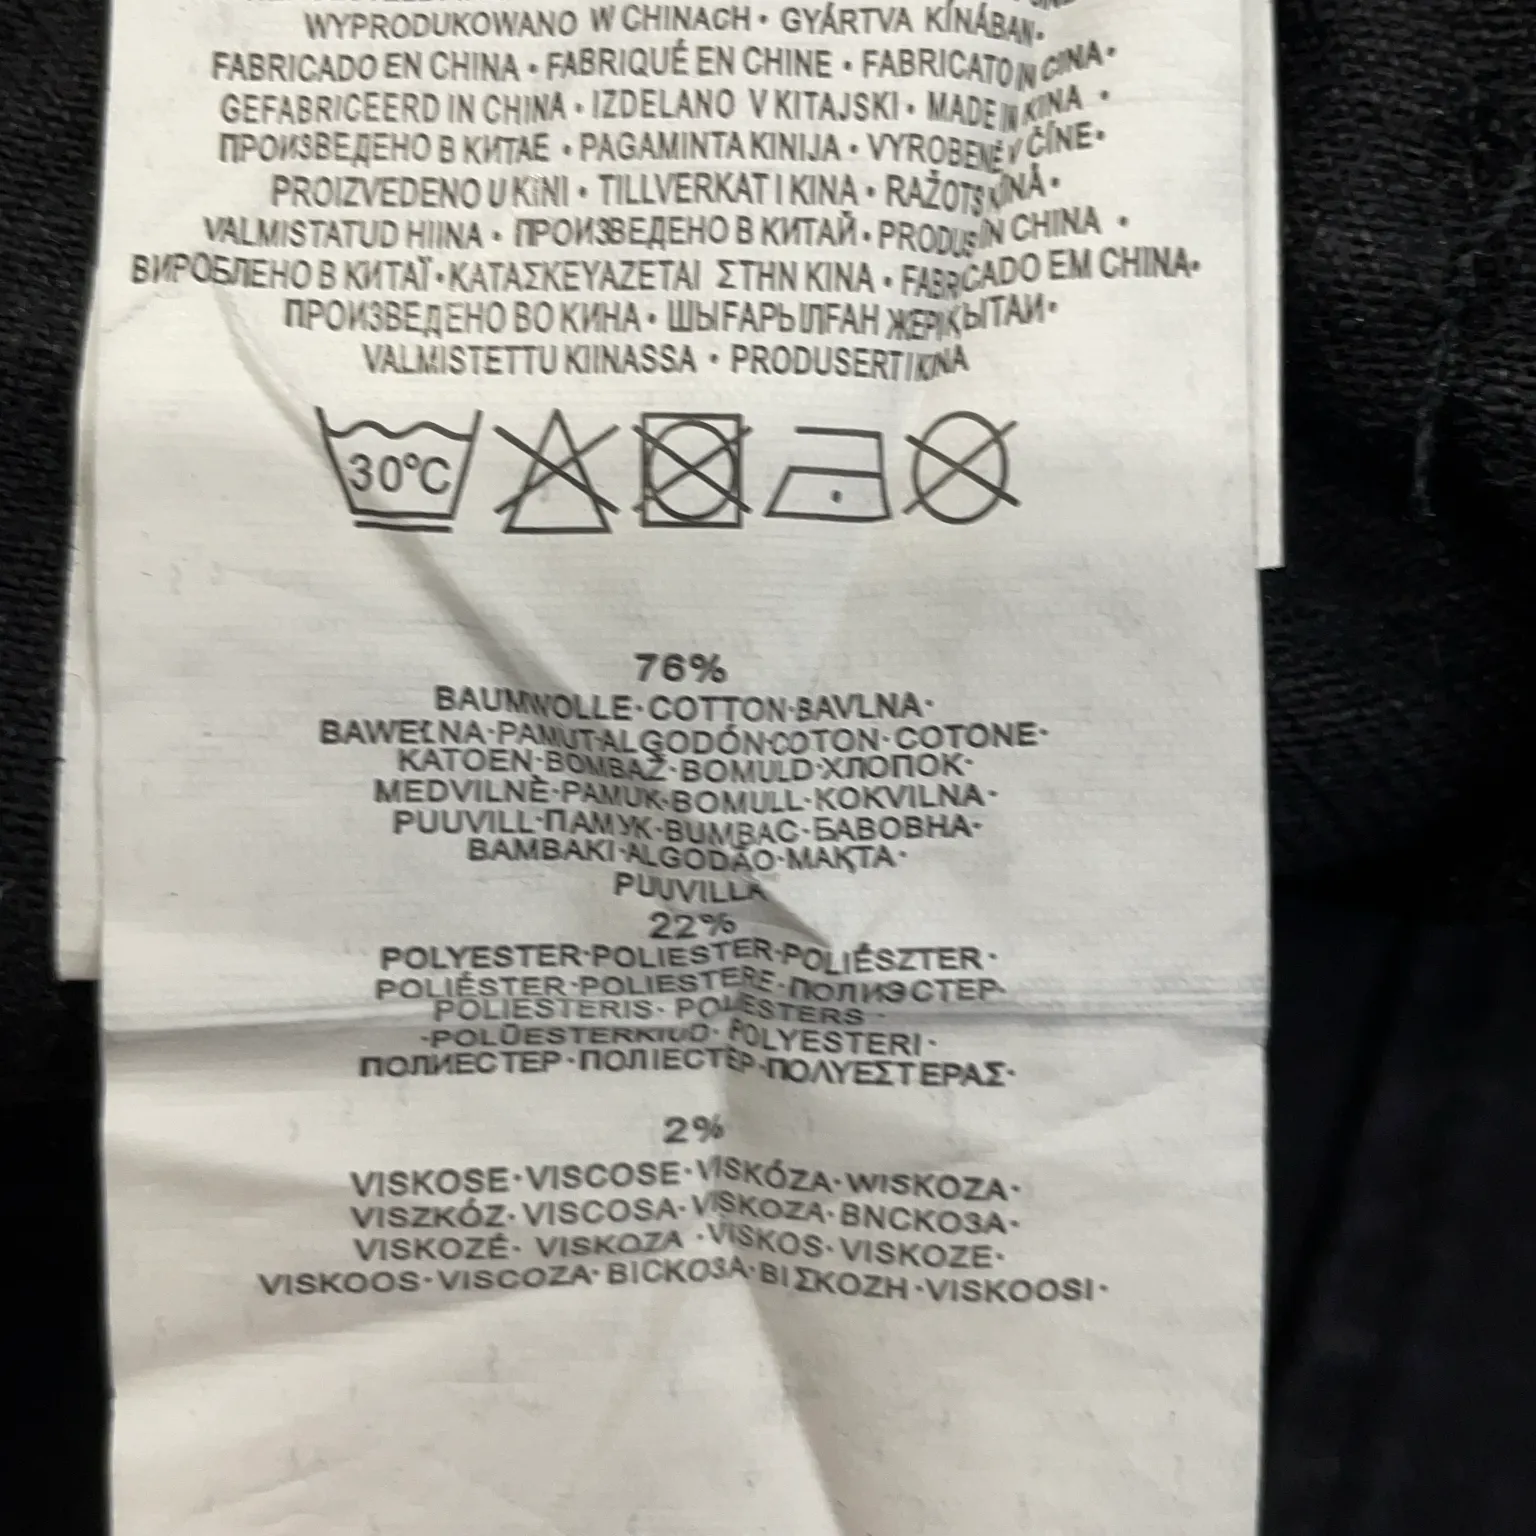 WYPRODUKOWANO W CHINACH • GYÁRTVA KÍNÁBAN•
FABRICADO EN CHINA • FABRIQUÉ EN CHINE • FABRICATO IN CINA•
GEFABRICEERD IN CHINA • IZDELANO V KITAJSKI • MADE IN KINA •
ПРОИЗВЕДЕНО В КИТАЕ • PAGAMINTA KINIJA • VYROBENÉ V ČÍNE•
PROIZVEDENO U KINI • TILLVERKAT I KINA • RAŽOTS ĶĪNĀ•
VALMISTATUD HIINA • ПРОИЗВЕДЕНО В КИТАЙ • PRODUS IN CHINA •
ВИРОБЛЕНО В КИТАЇ • ΚΑΤΑΣΚΕΥΑΖΕΤΑΙ ΣΤΗΝ ΚΙΝΑ • FABRICADO EM CHINA•
ПРОИЗВЕДЕНО ВО КИНА • ШЫҒАРЫЛҒАН ЖЕРІ ҚЫТАЙ•
VALMISTETTU KIINASSA • PRODUSERT I KINA
30°C
76%
BAUMWOLLE·COTTON·BAVLNA·
BAWEŁNA·PAMUT·ALGODÓN·COTON·COTONE·
KATOEN·BOMBAŽ·BOMULD·ХЛОПОК·
MEDVILNĖ·PAMUK·BOMULL·KOKVILNA·
PUUVILL·ПАМУК·BUMBAC·БАВОВНА·
BAMBAKI·ALGODÃO·МАҚТА·
PUUVILLA
22%
POLYESTER·POLIESTER·POLIÉSZTER·
POLIÉSTER·POLIESTERE·ПОЛИЭСТЕР·
POLIESTERIS· POLIESTERS ·
·POLÜESTERKIUD· POLYESTERI·
ПОЛИЕСТЕР·ПОЛІЕСТЕР·ΠΟΛΥΕΣΤΕΡΑΣ·
2%
VISKOSE·VISCOSE·VISKÓZA·WISKOZA·
VISZKÓZ· VISCOSA·VISKOZA·ВNСКОЗА·
VISKOZÉ· VISKOZA ·VISKOS·VISKOZE·
VISKOOS·VISCOZA·ВІСКОЗА·ΒΙΣΚΟΖΗ·VISKOOSI·